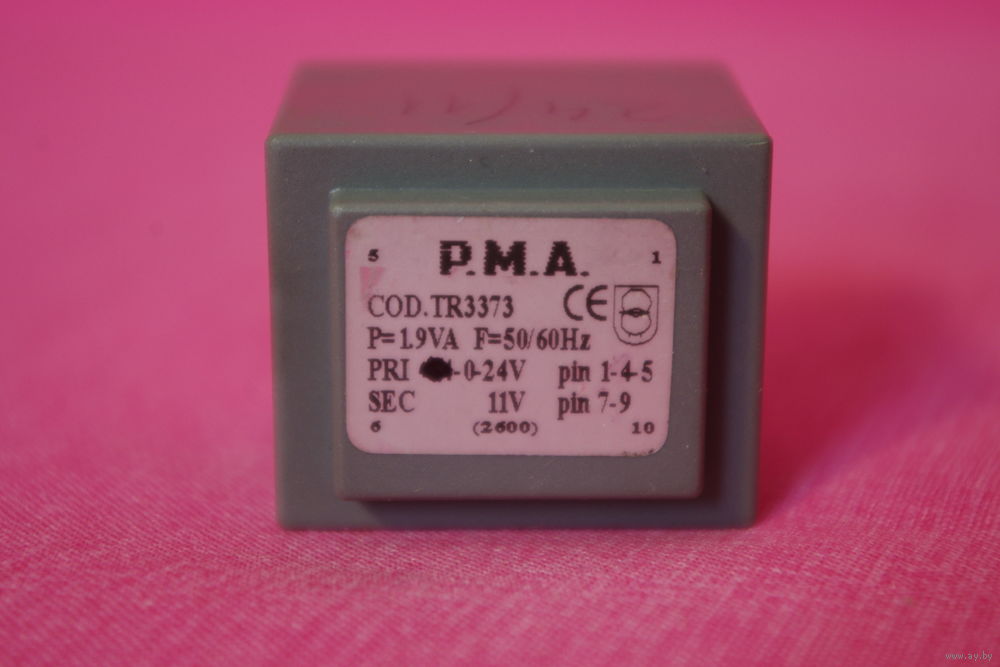 5 P.M.A. 1
COD.TR3373 CE
P=1.9VA F=50/60Hz
PRI -0-24V pin 1-4-5
SEC 11V pin 7-9
6 (2600) 10
www.ay.by